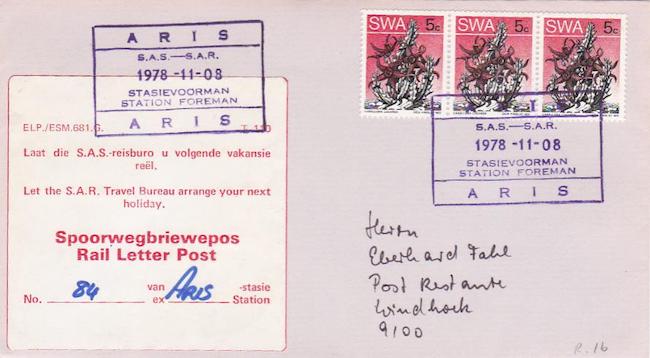 ARIS
S.A.S.—S.A.R.
1978-11-08
STASIEVOORMAN
STATION FOREMAN
ARIS
SWA 5c SWA 5c SWA 5c
S.A.S.—S.A.R.
1978-11-08
STASIEVOORMAN
STATION FOREMAN
ARIS
ELP./ESM.681.G. T-110
Laat die S.A.S.-reisburo u volgende vakansie
reël.
Let the S.A.R. Travel Bureau arrange your next
holiday.
Spoorwegbriewepos
Rail Letter Post
No. 84 van ARIS -stasie
ex Station
Herrn
Eberhard Fahl
Post Restante
Windhoek
9100
R.16